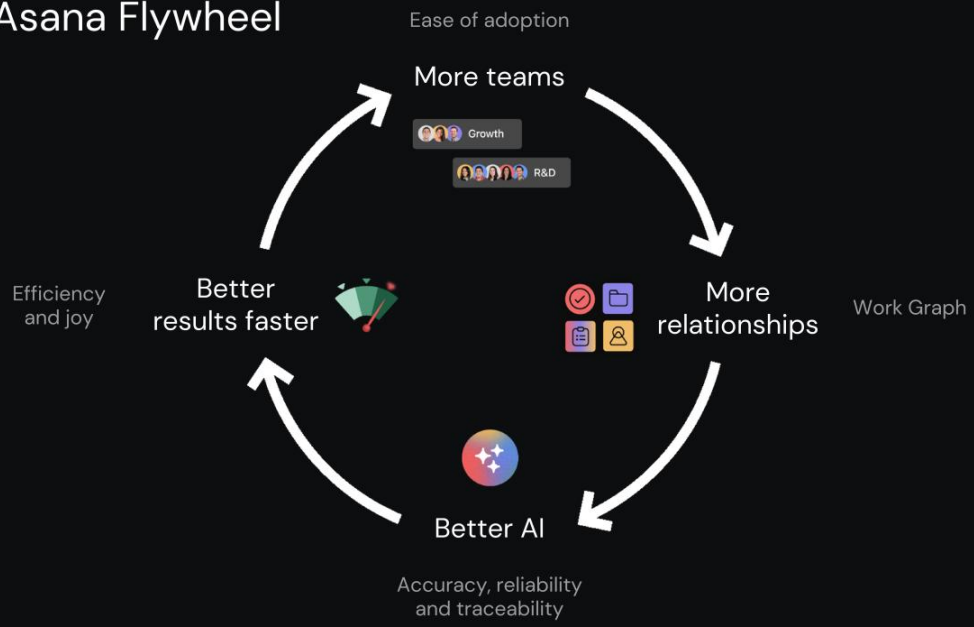 Asana Flywheel
Ease of adoption
More teams
Growth
R&D
Efficiency
and joy
Better
results faster
More
relationships
Work Graph
Better AI
Accuracy, reliability
and traceability